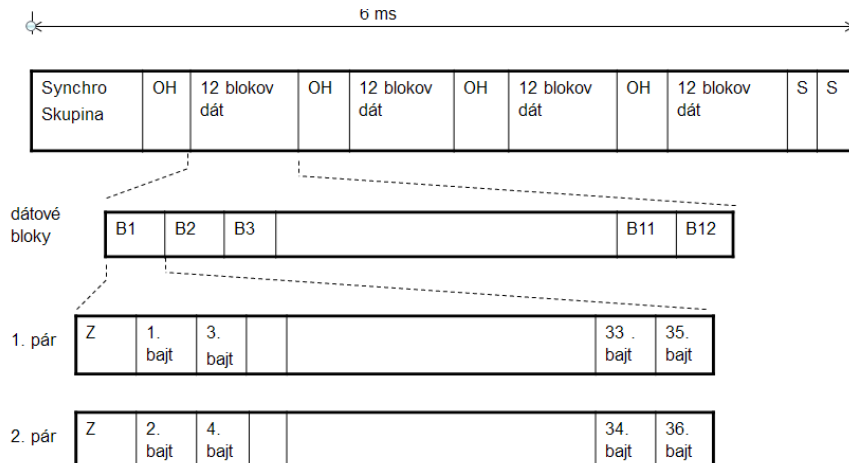 6 ms
Synchro
Skupina
OH
12 blokov
dát
OH
12 blokov
dát
OH
12 blokov
dát
OH
12 blokov
dát
S
S
dátové
bloky
B1
B2
B3
B11
B12
1. pár
Z
1.
bajt
3.
bajt
33 .
bajt
35.
bajt
2. pár
Z
2.
bajt
4.
bajt
34.
bajt
36.
bajt